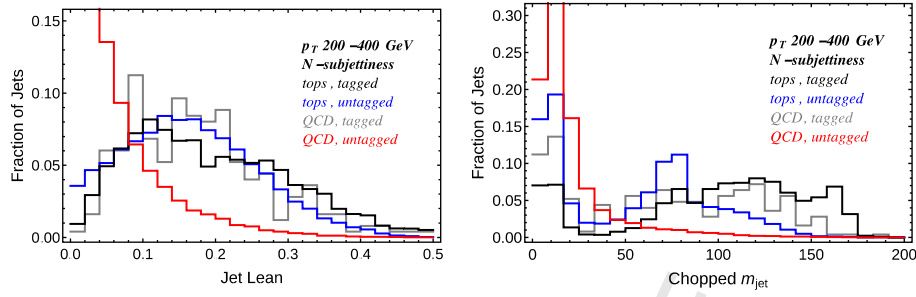 0.15
0.10
0.05
0.00
Fraction of Jets
0.0 0.1 0.2 0.3 0.4 0.5
Jet Lean
pT 200 −400 GeV
N −subjettiness
tops , tagged
tops , untagged
QCD, tagged
QCD, untagged
0.30
0.25
0.20
0.15
0.10
0.05
0.00
Fraction of Jets
0 50 100 150 200
Chopped mjet
pT 200 −400 GeV
N −subjettiness
tops , tagged
tops , untagged
QCD, tagged
QCD, untagged